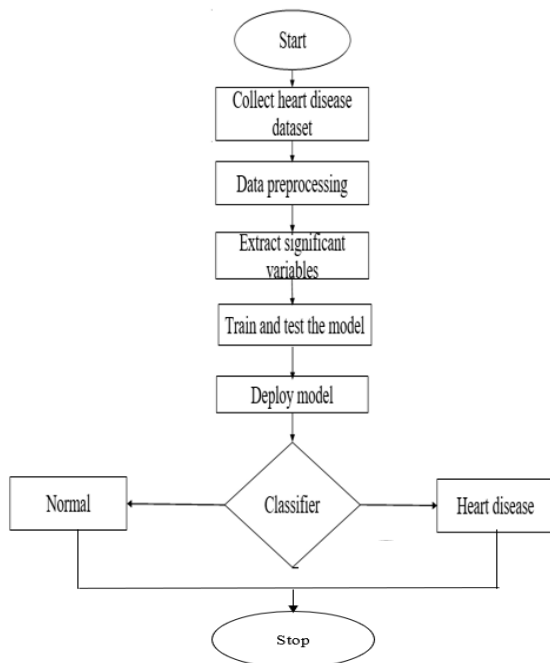 Start
Collect heart disease
dataset
Data preprocessing
Extract significant
variables
Train and test the model
Deploy model
Normal
Classifier
Heart disease
Stop